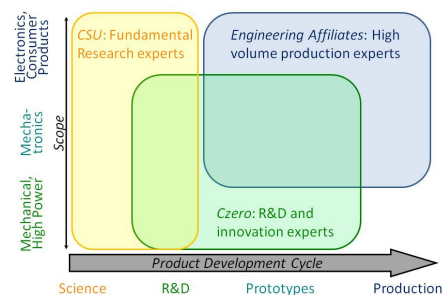 Electronics,
Consumer
Products
Mecha-
tronics
Mechanical,
High Power
Scope
CSU: Fundamental
Research experts
Engineering Affiliates: High
volume production experts
Czero: R&D and
innovation experts
Product Development Cycle
Science
R&D
Prototypes
Production